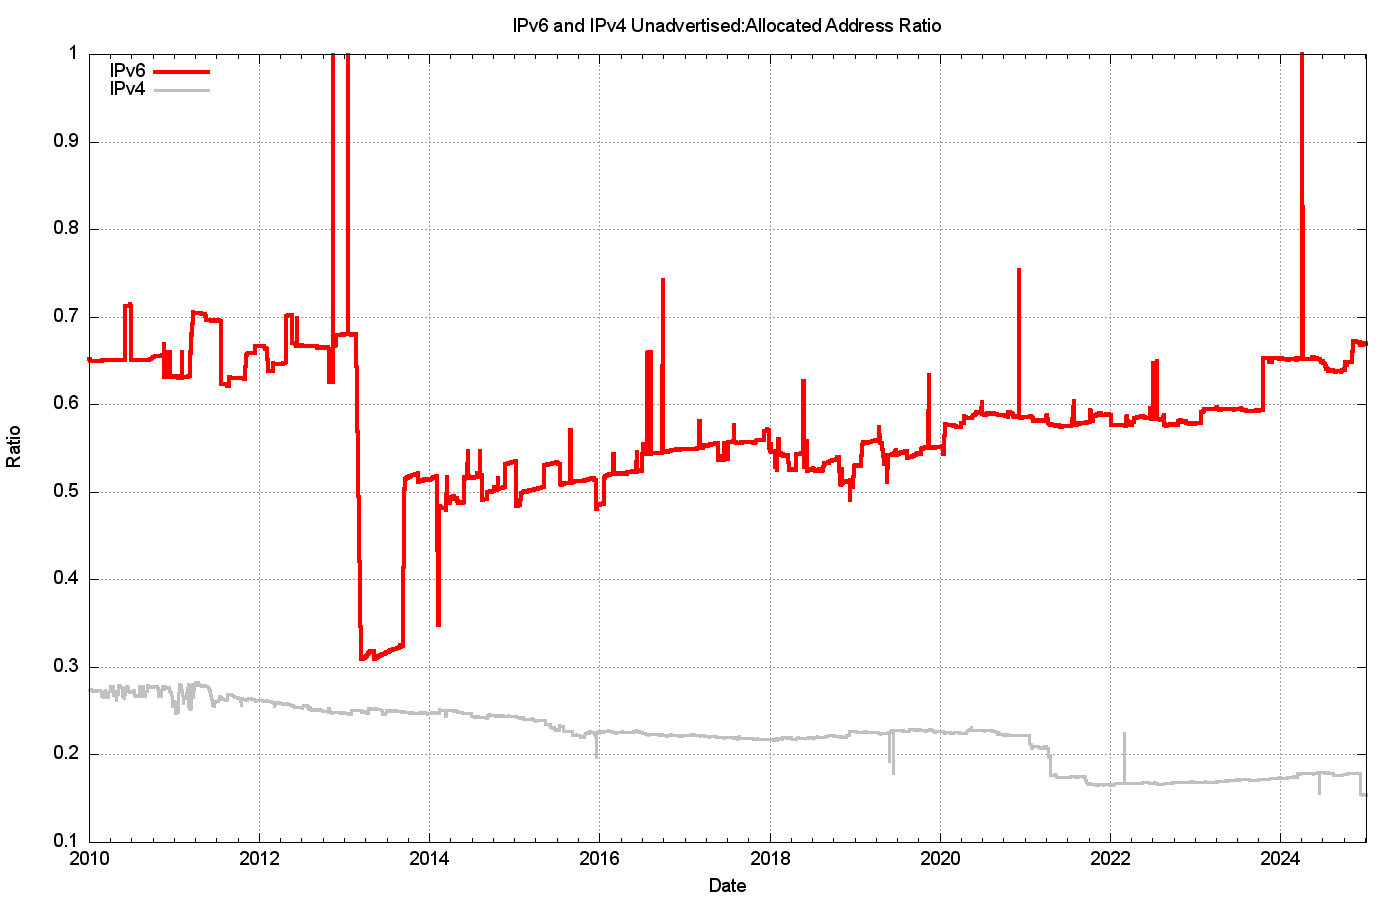 IPv6 and IPv4 Unadvertised:Allocated Address Ratio
IPv6
IPv4
1
0.9
0.8
0.7
0.6
0.5
0.4
0.3
0.2
0.1
Ratio
2010 2012 2014 2016 2018 2020 2022 2024
Date